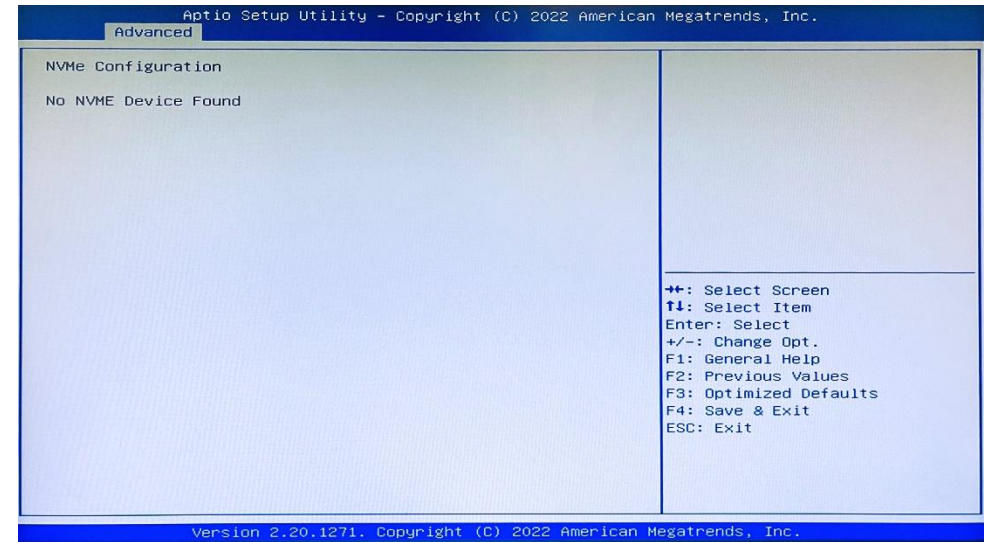 Aptio Setup Utility – Copyright (C) 2022 American Megatrends, Inc.
Advanced
NVMe Configuration
No NVME Device Found
→←: Select Screen
↑↓: Select Item
Enter: Select
+/-: Change Opt.
F1: General Help
F2: Previous Values
F3: Optimized Defaults
F4: Save & Exit
ESC: Exit
Version 2.20.1271. Copyright (C) 2022 American Megatrends, Inc.